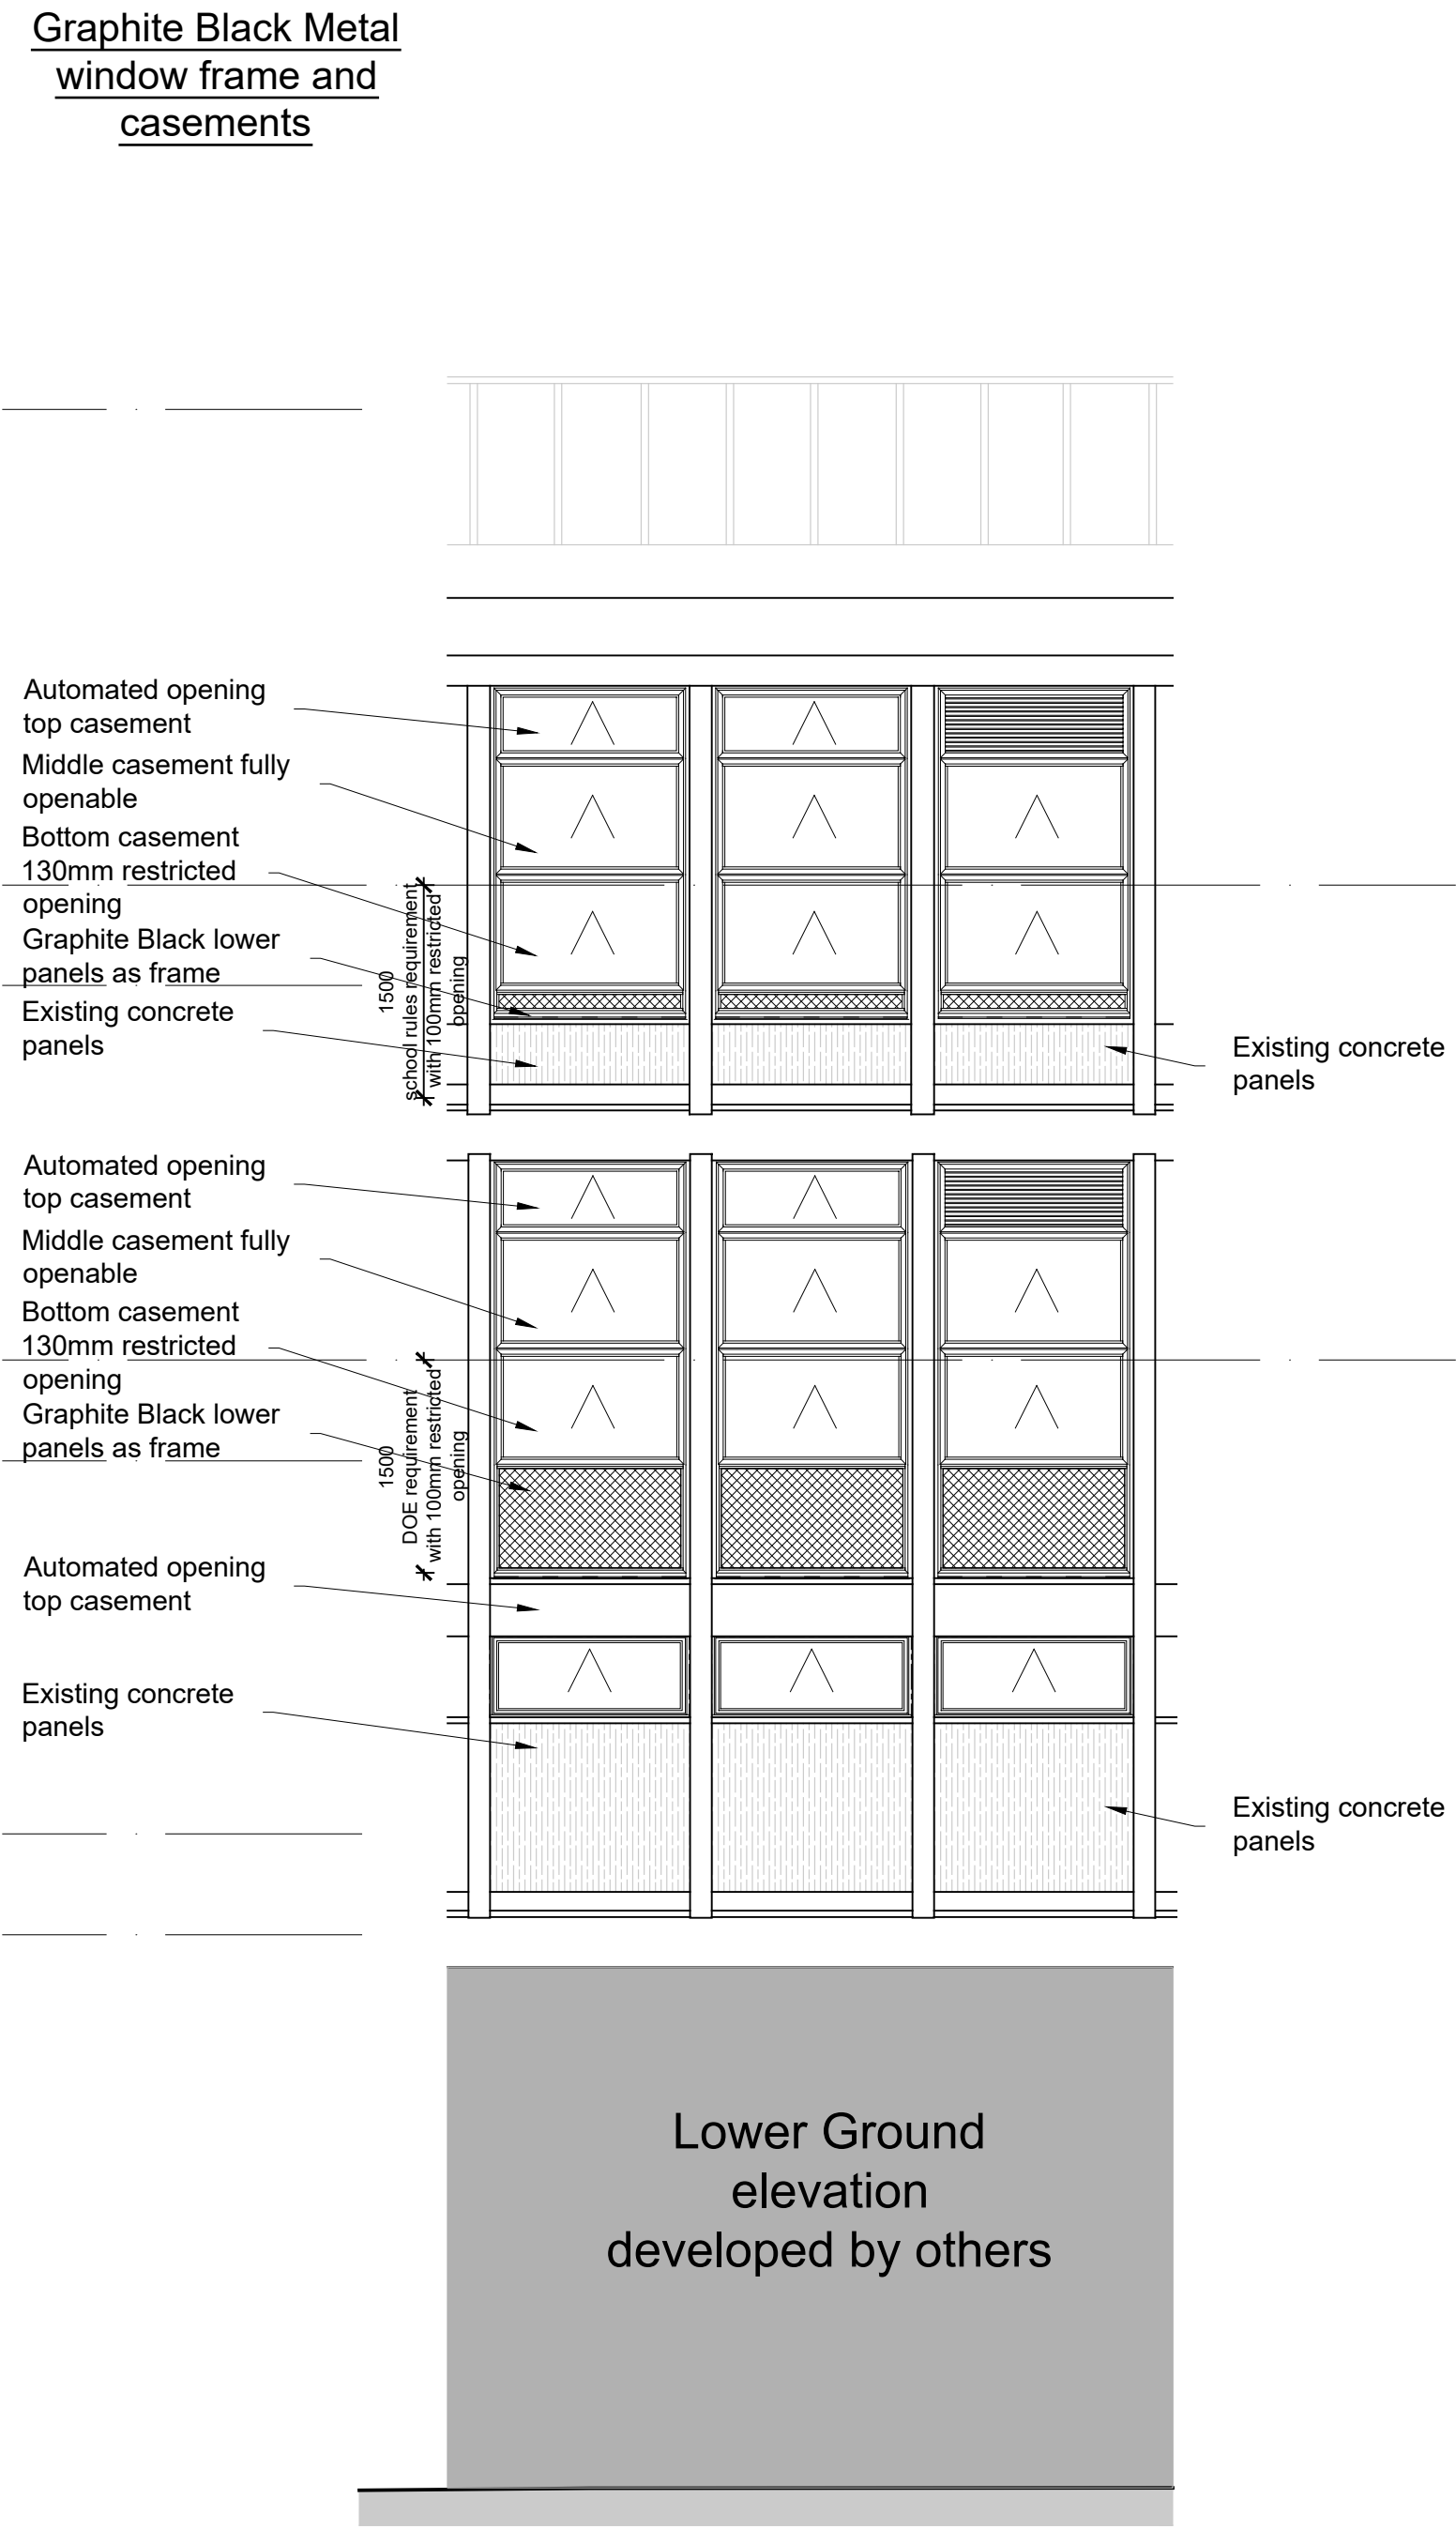 Graphite Black Metal
window frame and
casements
Automated opening
top casement
Middle casement fully
openable
Bottom casement
130mm restricted
opening
Graphite Black lower
panels as frame
Existing concrete
panels
1500
school rules requirement
with 100mm restricted
opening
Existing concrete
panels
Automated opening
top casement
Middle casement fully
openable
Bottom casement
130mm restricted
opening
Graphite Black lower
panels as frame
1500
DOE requirement
with 100mm restricted
opening
Automated opening
top casement
Existing concrete
panels
Existing concrete
panels
Lower Ground
elevation
developed by others